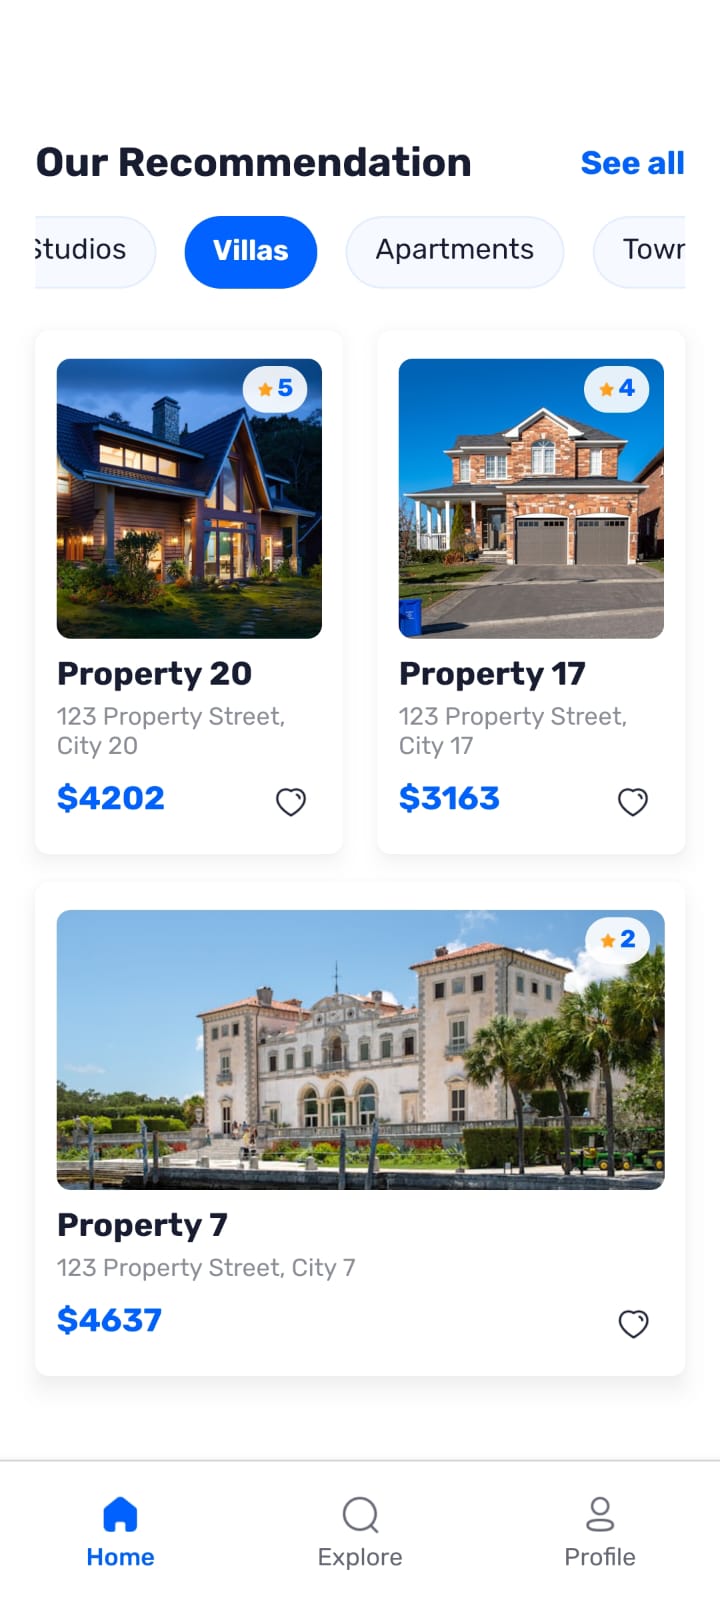 Our Recommendation
See all
Studios
Villas
Apartments
Town
5
4
Property 20
123 Property Street,
City 20
$4202
Property 17
123 Property Street,
City 17
$3163
2
Property 7
123 Property Street, City 7
$4637
Home
Explore
Profile